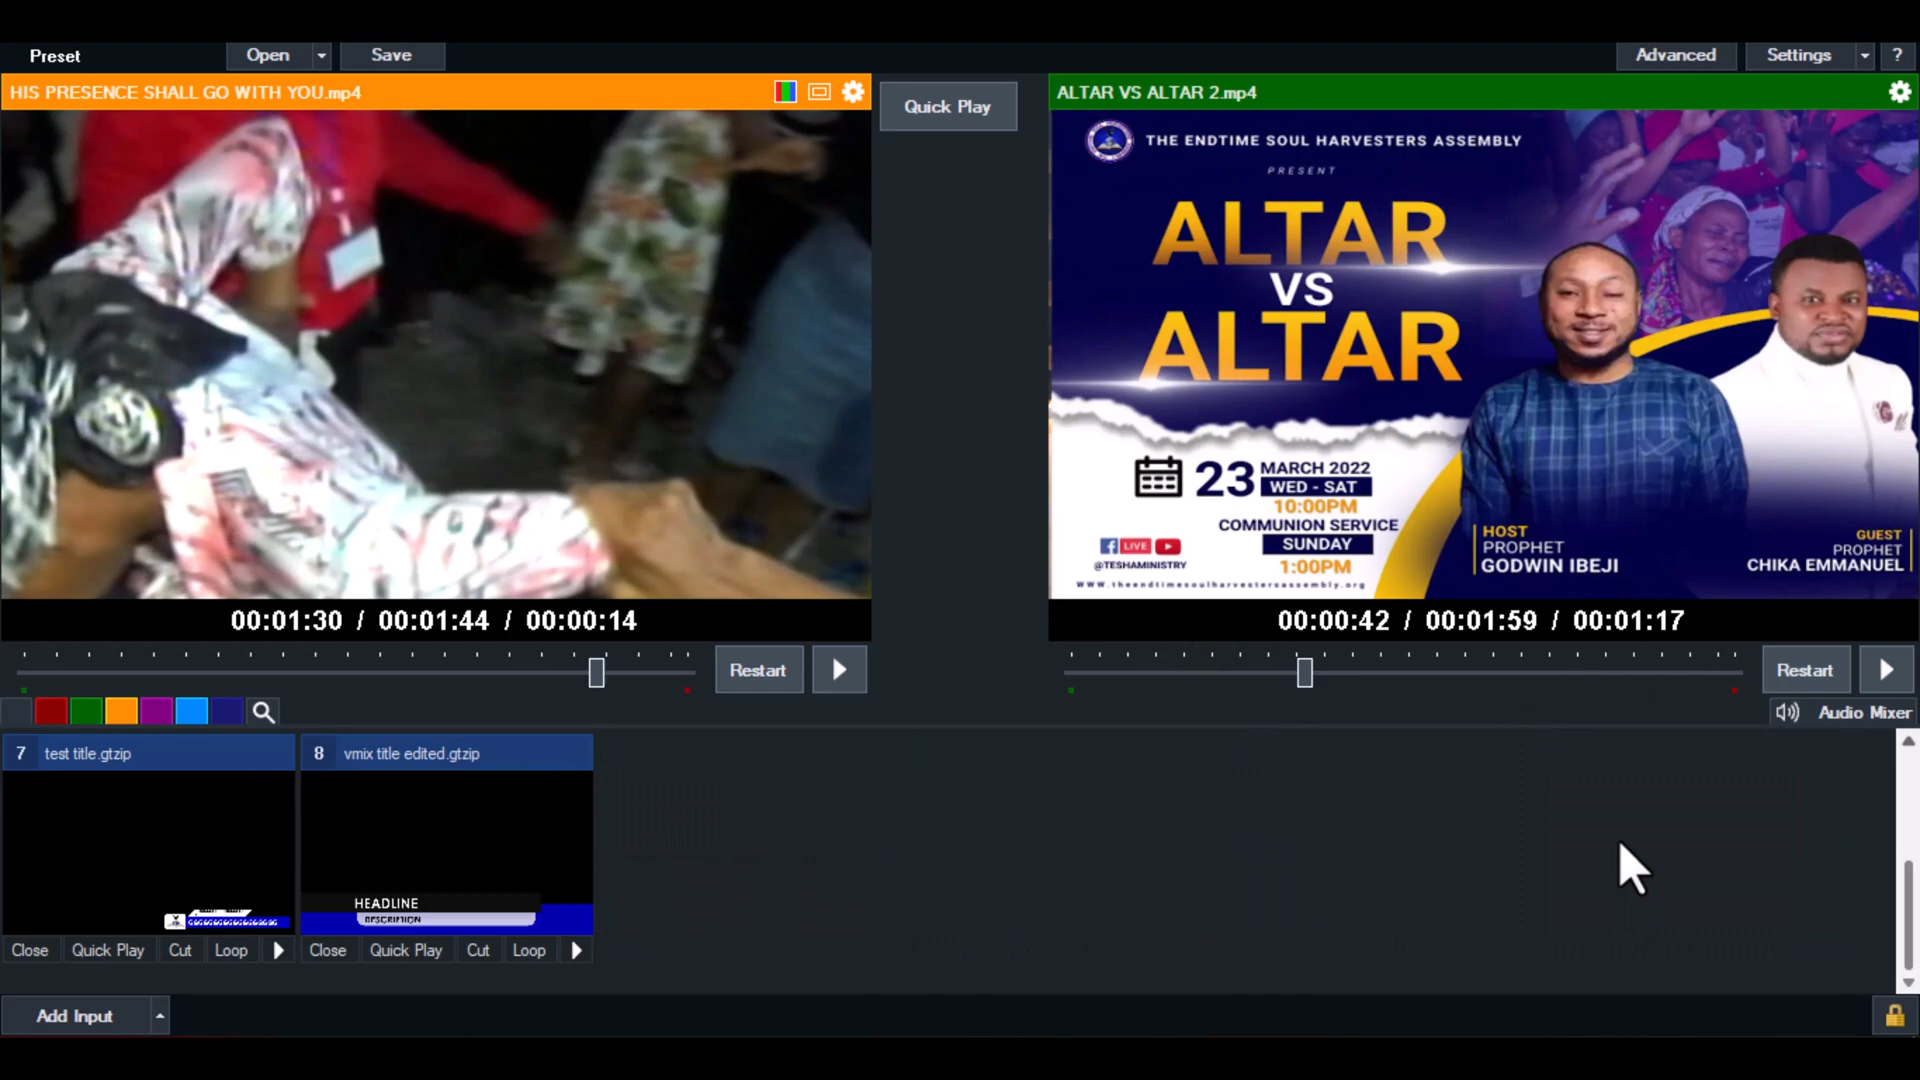 Preset
Open
Save
Advanced
Settings
?
HIS PRESENCE SHALL GO WITH YOU.mp4
Quick Play
ALTAR VS ALTAR 2.mp4
THE ENDTIME SOUL HARVESTERS ASSEMBLY
PRESENT
ALTAR
VS
ALTAR
23 MARCH 2022
WED - SAT
10:00PM
COMMUNION SERVICE
SUNDAY
1:00PM
LIVE
@TESHAMINISTRY
www.theendtimesoulharvestersassembly.org
HOST
PROPHET
GODWIN IBEJI
GUEST
PROPHET
CHIKA EMMANUEL
00:01:30 / 00:01:44 / 00:00:14
00:00:42 / 00:01:59 / 00:01:17
Restart
Restart
Audio Mixer
7 test title.gtzip
8 vmix title edited.gtzip
HEADLINE
DESCRIPTION
Close Quick Play Cut Loop
Close Quick Play Cut Loop
Add Input